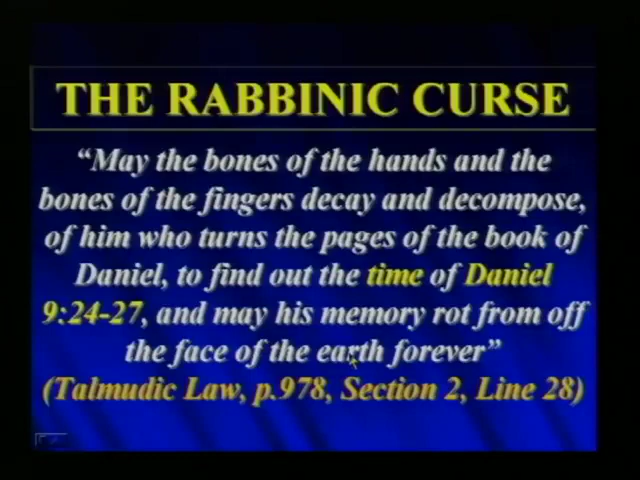 THE RABBINIC CURSE
“May the bones of the hands and the
bones of the fingers decay and decompose,
of him who turns the pages of the book of
Daniel, to find out the time of Daniel
9:24-27, and may his memory rot from off
the face of the earth forever”
(Talmudic Law, p.978, Section 2, Line 28)